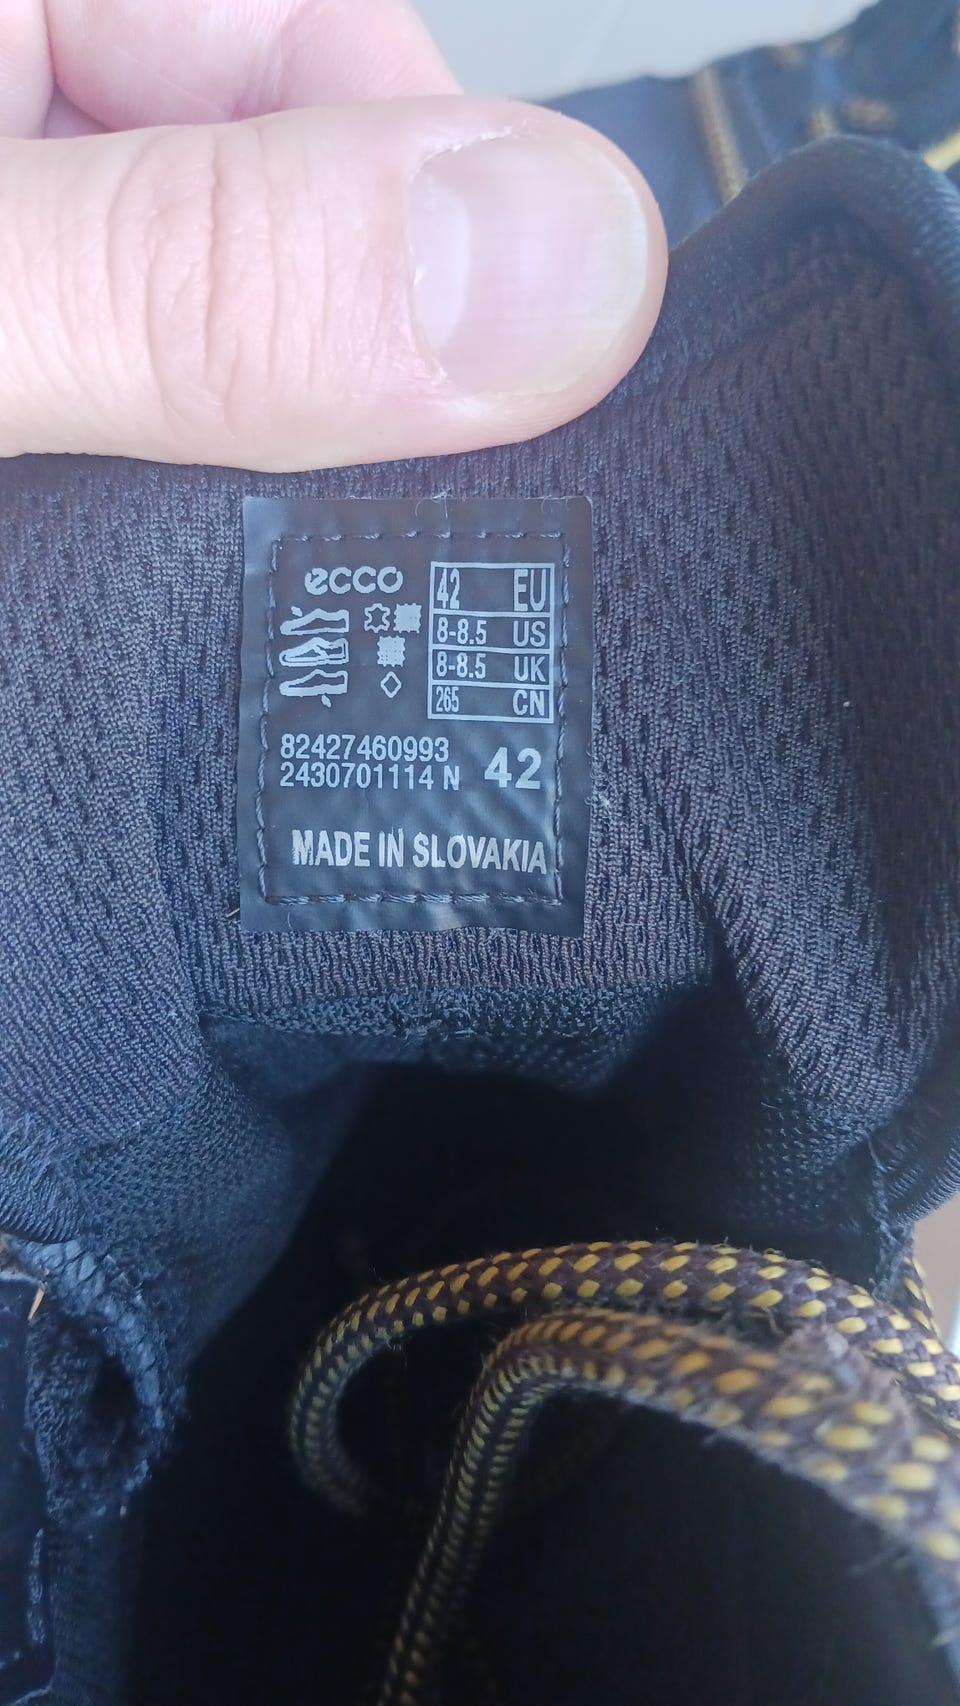 ecco
42 EU
8-8.5 US
8-8.5 UK
265 CN
82427460993
2430701114 N 42
MADE IN SLOVAKIA